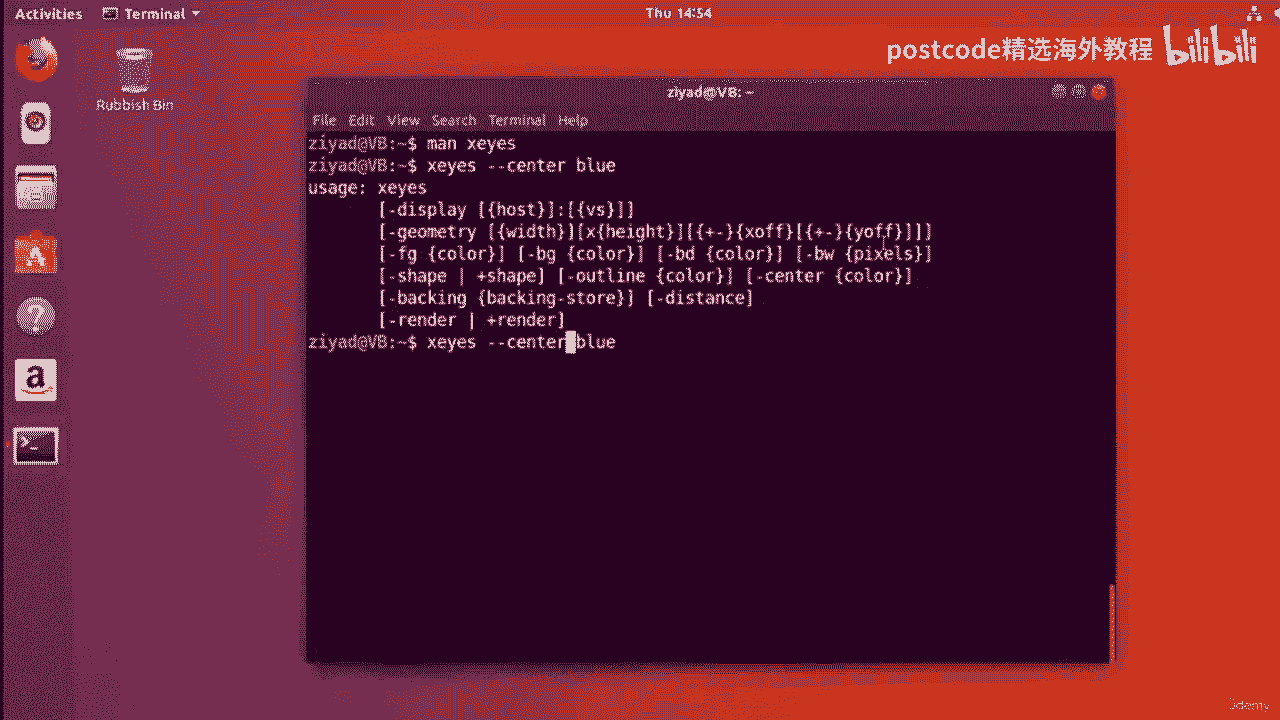 Activities
Terminal
Thu 14:54
postcode精选海外教程 bilibili
Rubbish Bin
ziyad@VB: ~
File Edit View Search Terminal Help
ziyad@VB:~$ man xeyes
ziyad@VB:~$ xeyes --center blue
usage: xeyes
[-display [{host}]:[{vs}]]
[-geometry [{width}][x{height}][{+-}{xoff}[{+-}{yoff}]]]
[-fg {color}] [-bg {color}] [-bd {color}] [-bw {pixels}]
[-shape | +shape] [-outline {color}] [-center {color}]
[-backing {backing-store}] [-distance]
[-render | +render]
ziyad@VB:~$ xeyes --center blue
a
Udemy